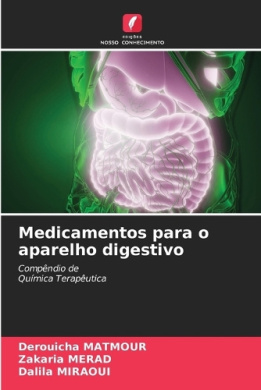 edições
NOSSO CONHECIMENTO
Medicamentos para o
aparelho digestivo
Compêndio de
Química Terapêutica
Derouicha MATMOUR
Zakaria MERAD
Dalila MIRAOUI